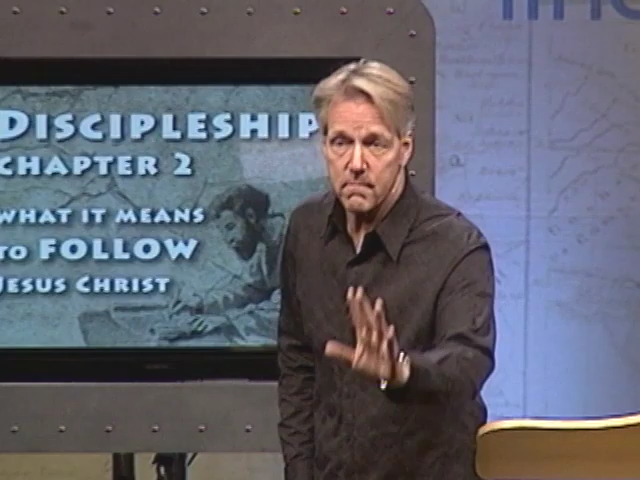 DISCIPLESHIP
CHAPTER 2
WHAT IT MEANS
TO FOLLOW
JESUS CHRIST